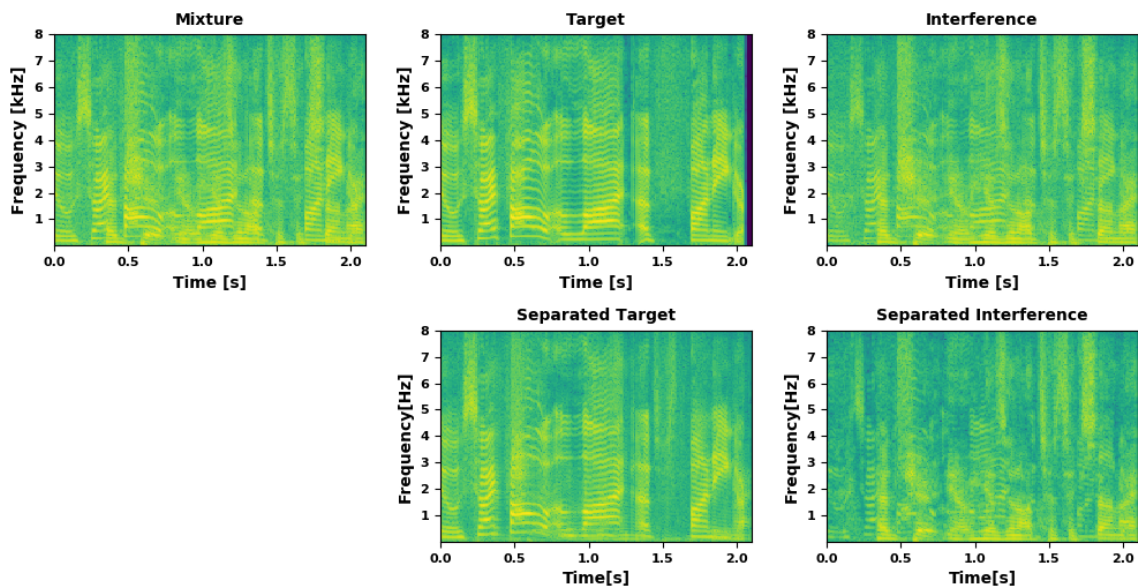 Mixture
Target
Interference
8
7
6
5
4
3
2
1
Frequency [kHz]
0.0 0.5 1.0 1.5 2.0
Time [s]
8
7
6
5
4
3
2
1
Frequency [kHz]
0.0 0.5 1.0 1.5 2.0
Time [s]
8
7
6
5
4
3
2
1
Frequency [kHz]
0.0 0.5 1.0 1.5 2.0
Time [s]
Separated Target
Separated Interference
8
7
6
5
4
3
2
1
Frequency[Hz]
0.0 0.5 1.0 1.5 2.0
Time[s]
8
7
6
5
4
3
2
1
Frequency[Hz]
0.0 0.5 1.0 1.5 2.0
Time[s]